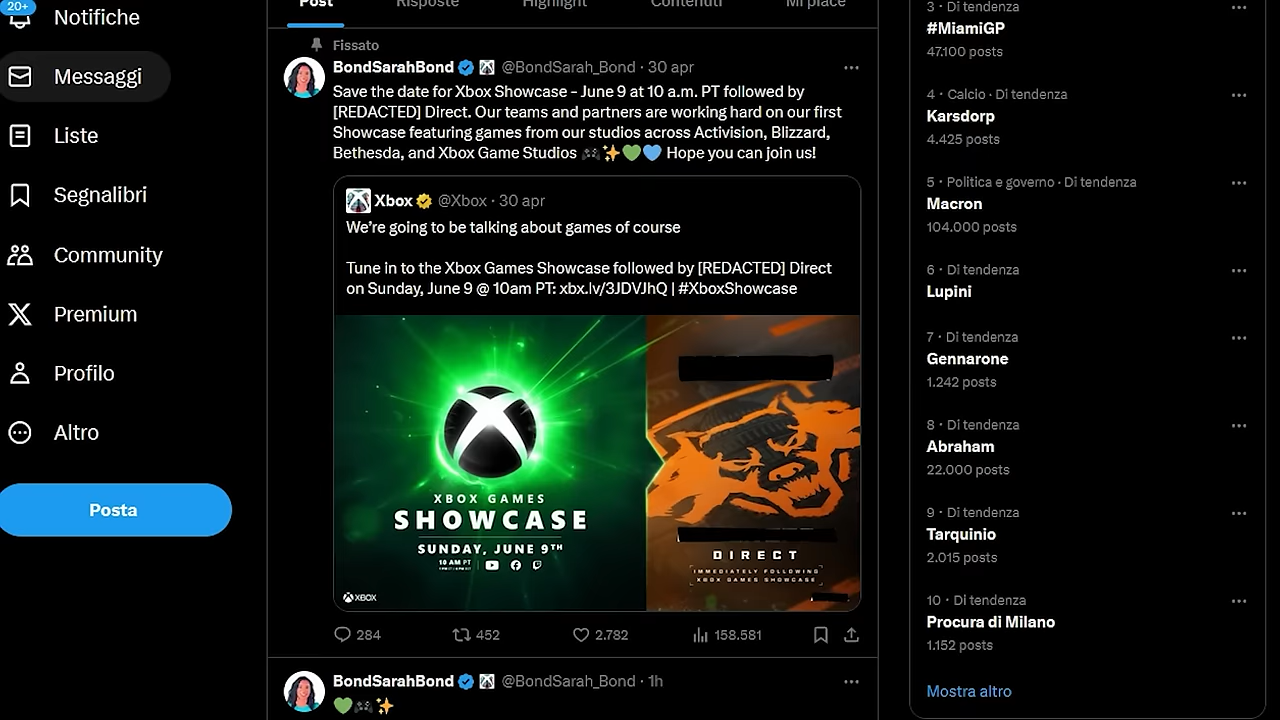 20+
Notifiche
Messaggi
Liste
Segnalibri
Community
Premium
Profilo
Altro
Posta
Post
Risposte
Highlight
Contenuti
Mi piace
Fissato
BondSarahBond @BondSarah_Bond · 30 apr
Save the date for Xbox Showcase - June 9 at 10 a.m. PT followed by
[REDACTED] Direct. Our teams and partners are working hard on our first
Showcase featuring games from our studios across Activision, Blizzard,
Bethesda, and Xbox Game Studios 🎮✨💚💙 Hope you can join us!
Xbox @Xbox · 30 apr
We're going to be talking about games of course
Tune in to the Xbox Games Showcase followed by [REDACTED] Direct
on Sunday, June 9 @ 10am PT: xbx.lv/3JDVJhQ | #XboxShowcase
XBOX GAMES
SHOWCASE
SUNDAY, JUNE 9TH
10 AM PT
XBOX
DIRECT
IMMEDIATELY FOLLOWING
XBOX GAMES SHOWCASE
284
452
2.782
158.581
BondSarahBond @BondSarah_Bond · 1h
💚🎮✨
3 · Di tendenza
#MiamiGP
47.100 posts
4 · Calcio · Di tendenza
Karsdorp
4.425 posts
5 · Politica e governo · Di tendenza
Macron
104.000 posts
6 · Di tendenza
Lupini
7 · Di tendenza
Gennarone
1.242 posts
8 · Di tendenza
Abraham
22.000 posts
9 · Di tendenza
Tarquinio
2.015 posts
10 · Di tendenza
Procura di Milano
1.152 posts
Mostra altro